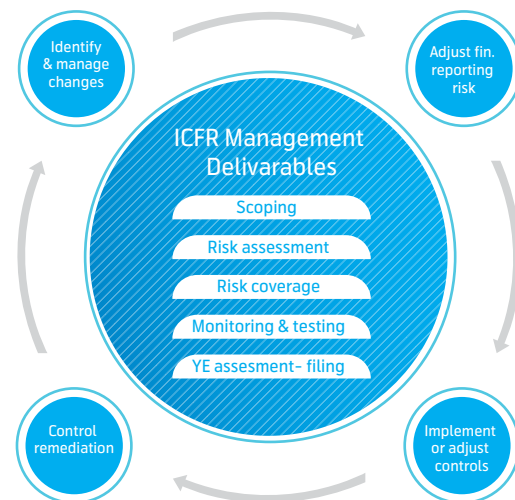 Identify
& manage
changes
Adjust fin.
reporting
risk
ICFR Management
Delivarables
Scoping
Risk assessment
Risk coverage
Monitoring & testing
YE assesment- filing
Control
remediation
Implement
or adjust
controls